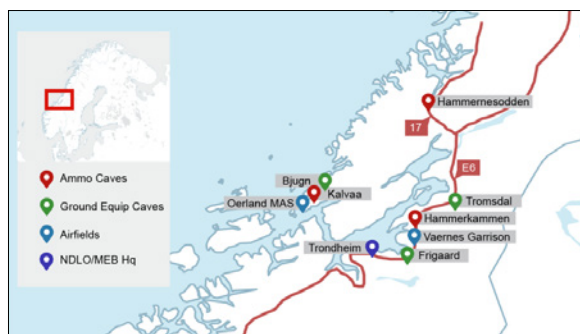 Ammo Caves
Ground Equip Caves
Airfields
NDLO/MEB Hq
Hammernesodden
17
E6
Bjugn
Kalvaa
Oerland MAS
Tromsdal
Hammerkammen
Vaernes Garrison
Trondheim
Frigaard